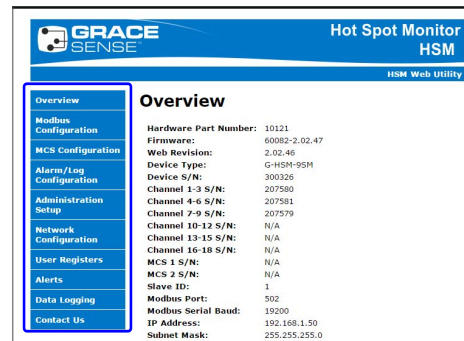 GRACE
SENSE
Hot Spot Monitor
HSM
HSM Web Utility
Overview
Modbus
Configuration
MCS Configuration
Alarm/Log
Configuration
Administration
Setup
Network
Configuration
User Registers
Alerts
Data Logging
Contact Us
Overview
Hardware Part Number: 10121
Firmware: 60082-2.02.47
Web Revision: 2.02.46
Device Type: G-HSM-9SM
Device S/N: 300326
Channel 1-3 S/N: 207580
Channel 4-6 S/N: 207581
Channel 7-9 S/N: 207579
Channel 10-12 S/N: N/A
Channel 13-15 S/N: N/A
Channel 16-18 S/N: N/A
MCS 1 S/N: N/A
MCS 2 S/N: N/A
Slave ID: 1
Modbus Port: 502
Modbus Serial Baud: 19200
IP Address: 192.168.1.50
Subnet Mask: 255.255.255.0